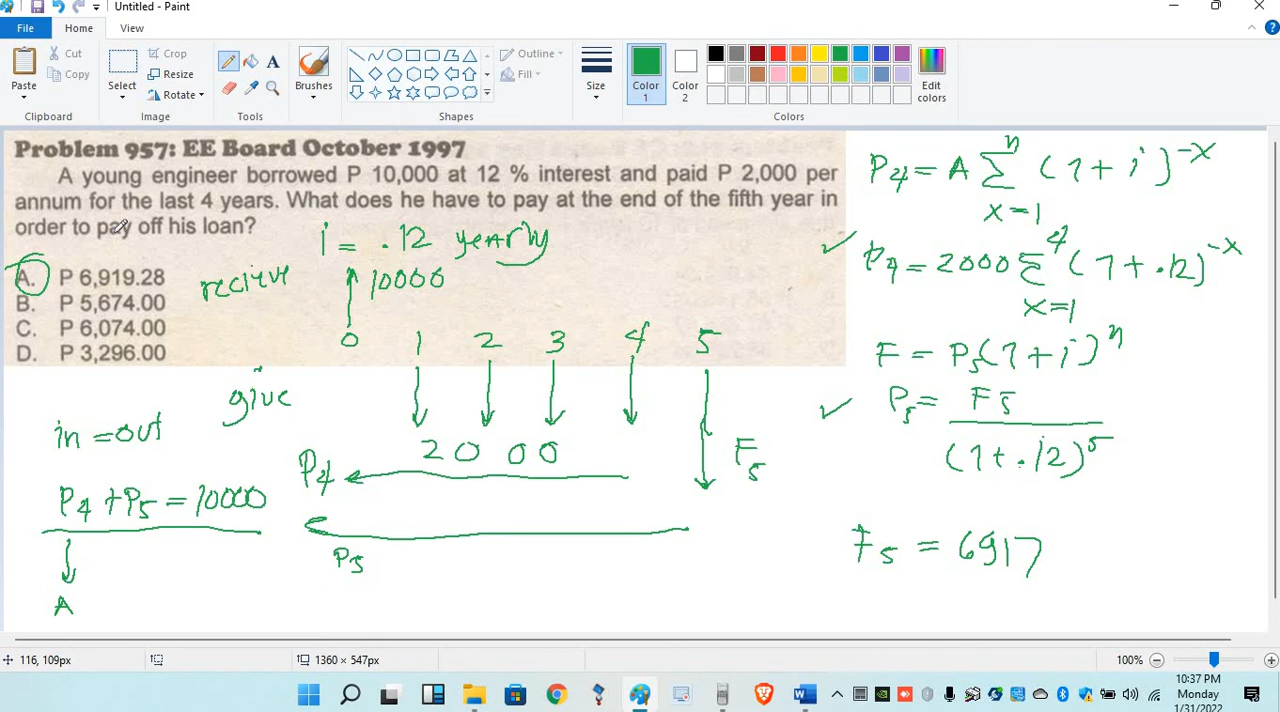 Untitled - Paint
File
Home
View
Paste
Cut
Copy
Clipboard
Select
Crop
Resize
Rotate
Image
A
Tools
Brushes
Outline
Fill
Shapes
Size
Color
1
Color
2
Edit
colors
Colors
Problem 957: EE Board October 1997
A young engineer borrowed P 10,000 at 12 % interest and paid P 2,000 per
annum for the last 4 years. What does he have to pay at the end of the fifth year in
order to pay off his loan?
A. P 6,919.28
B. P 5,674.00
C. P 6,074.00
D. P 3,296.00
i = .12 yearly
recieve
10000
0 1 2 3 4 5
give
2000 0
F5
P4
P5
in = out
P4 + P5 = 10000
A
P4 = A Σ (1 + i)^-x
n
x=1
P4 = 2000 Σ (1 + .12)^-x
4
x=1
F = P5(1 + i)^n
P5 = F5
(1 + .12)^5
F5 = 6917
116, 109px
1360 × 547px
100%
10:37 PM
Monday
1/31/2022